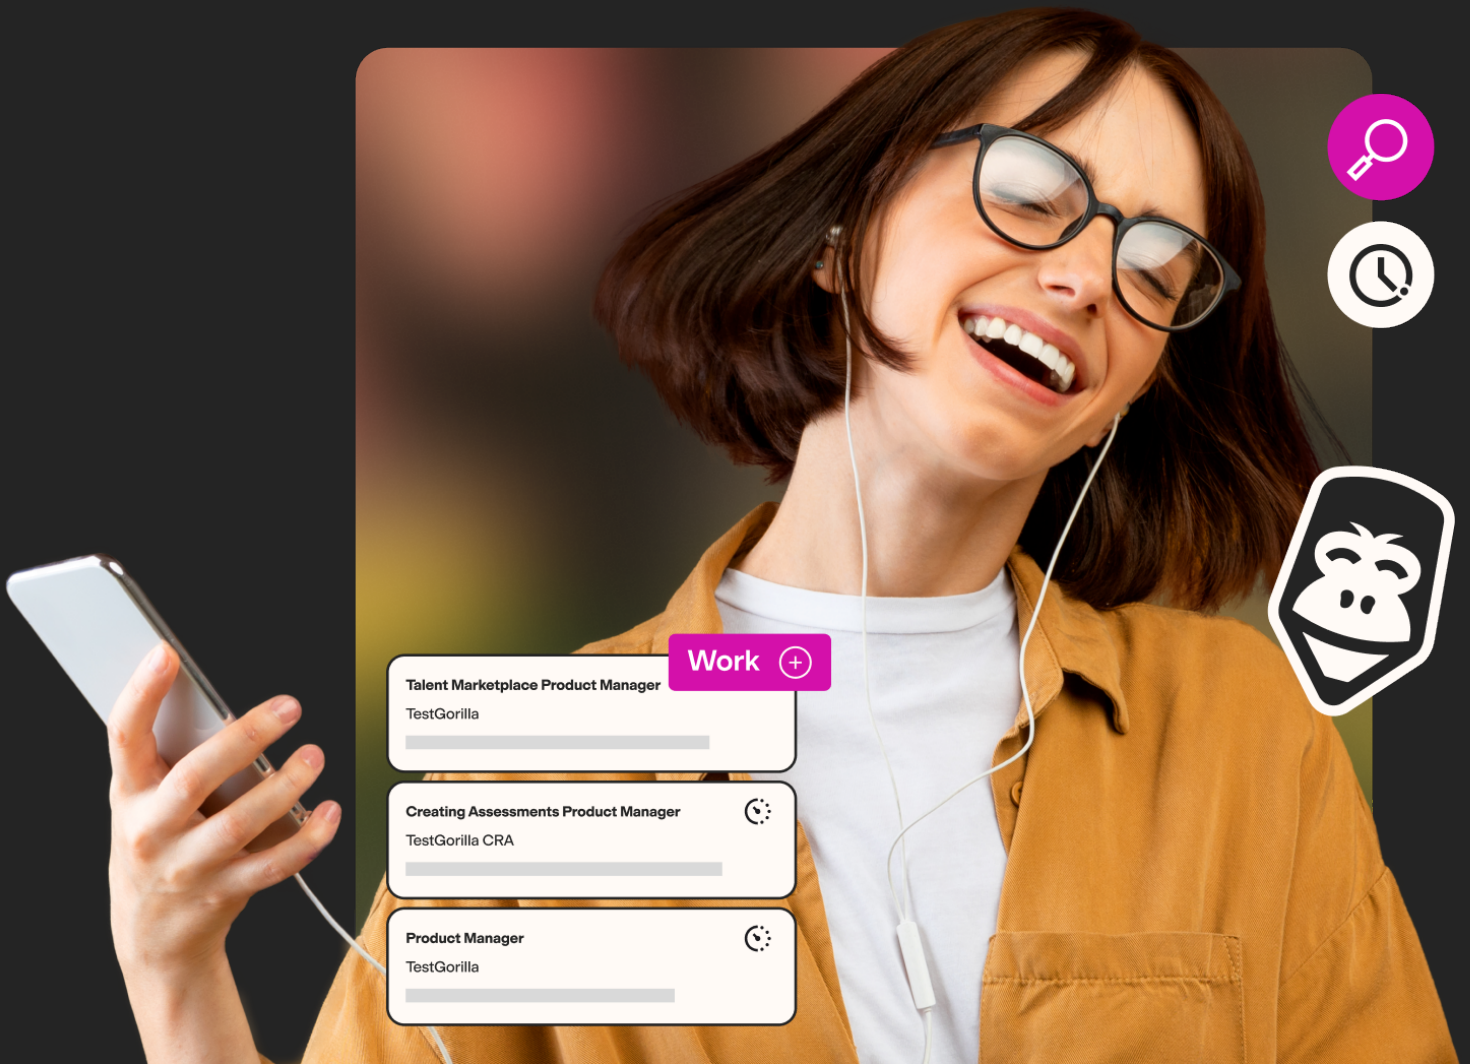 Work
Talent Marketplace Product Manager
TestGorilla
Creating Assessments Product Manager
TestGorilla CRA
Product Manager
TestGorilla